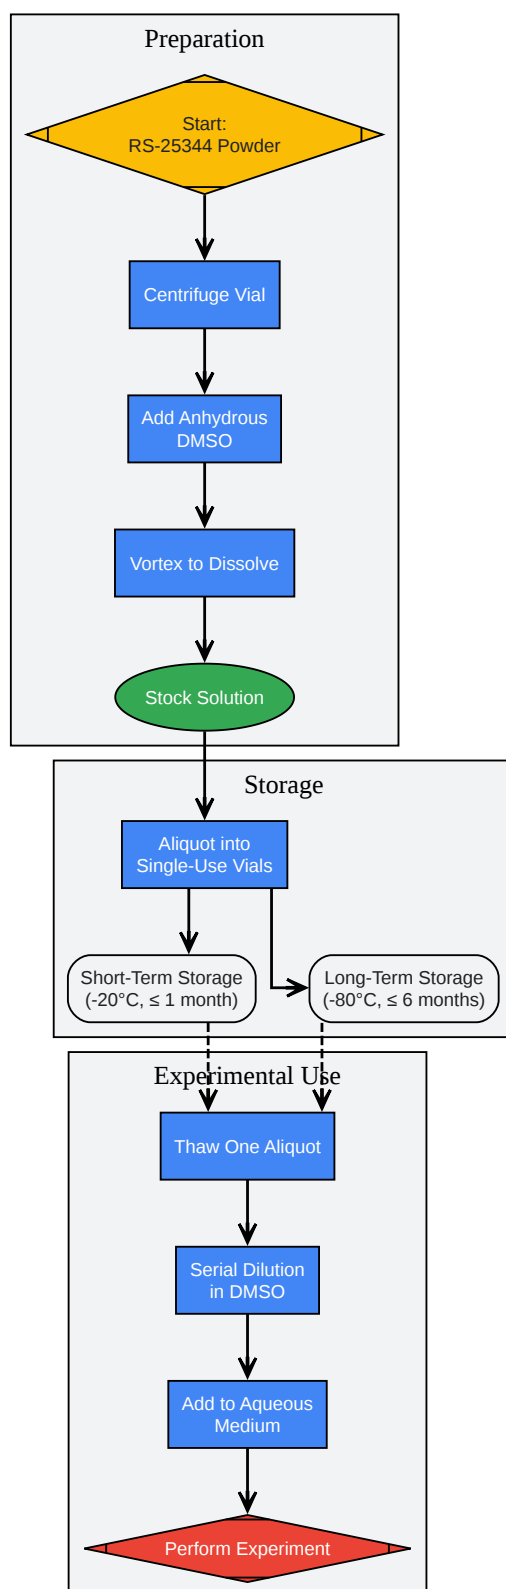 Preparation
Start:
RS-25344 Powder
Centrifuge Vial
Add Anhydrous
DMSO
Vortex to Dissolve
Stock Solution
Storage
Aliquot into
Single-Use Vials
Short-Term Storage
(-20°C, ≤ 1 month)
Long-Term Storage
(-80°C, ≤ 6 months)
Experimental Use
Thaw One Aliquot
Serial Dilution
in DMSO
Add to Aqueous
Medium
Perform Experiment